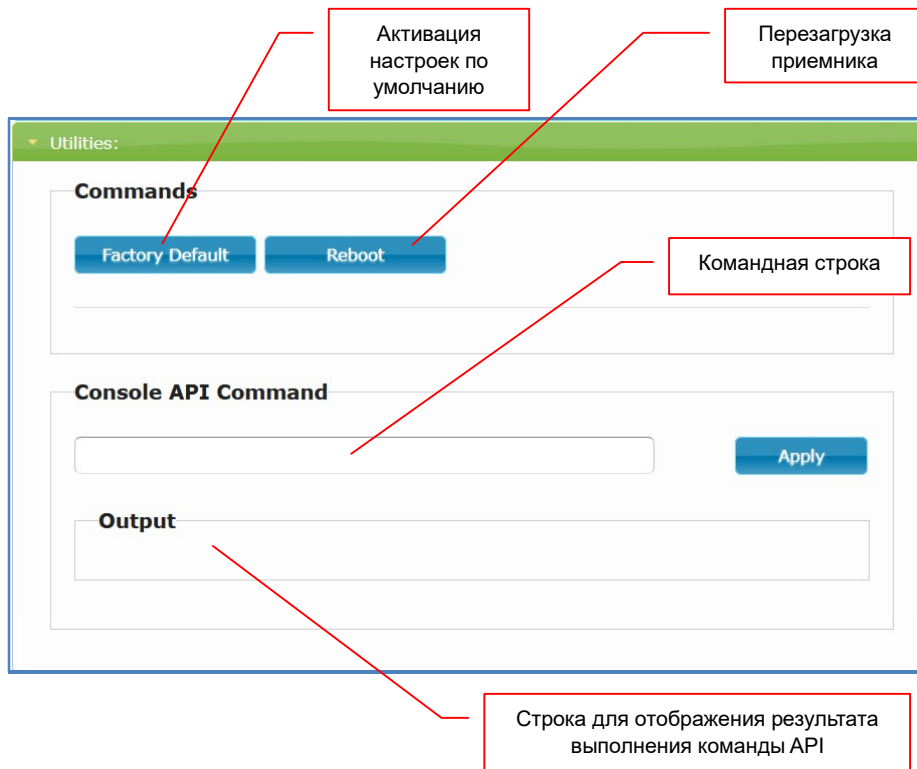 Активация
настроек по
умолчанию
Перезагрузка
приемника
Utilities:
Commands
Factory Default
Reboot
Командная строка
Console API Command
Apply
Output
Строка для отображения результата
выполнения команды API